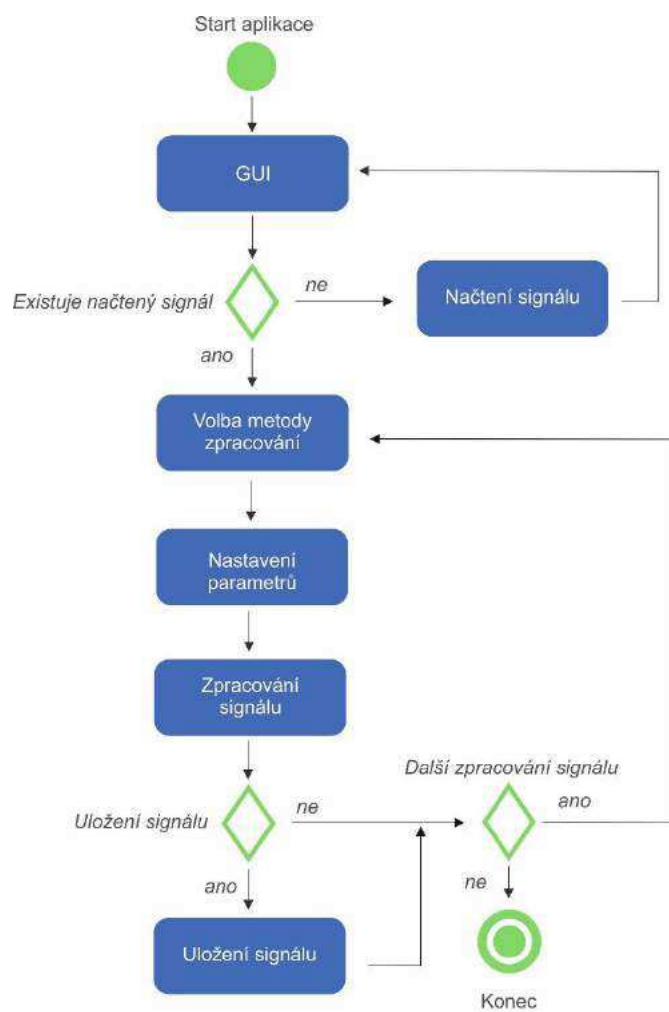 Start aplikace
GUI
Existuje načtený signál
ne
Načtení signálu
ano
Volba metody
zpracování
Nastavení
parametrů
Zpracování
signálu
Další zpracování signálu
Uložení signálu
ne
ano
ano
ne
Uložení signálu
Konec